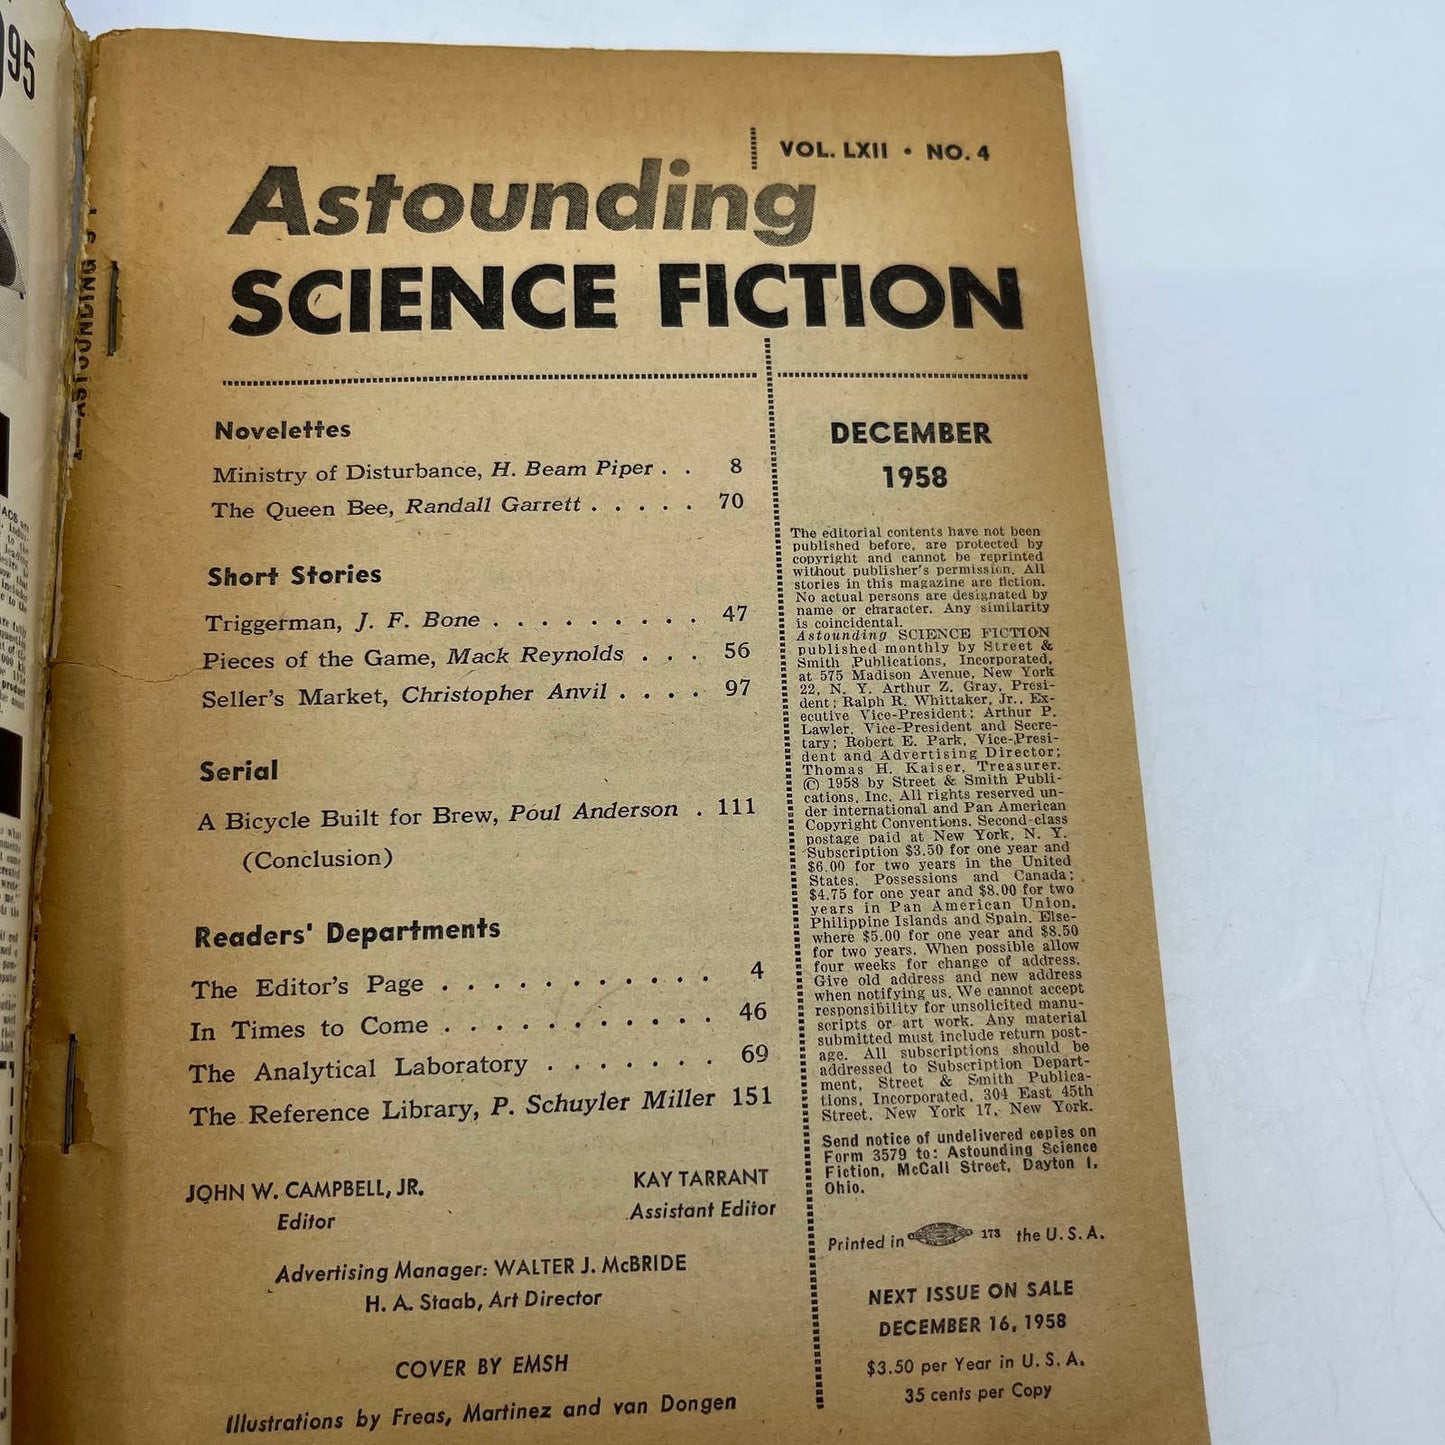 95
ASTOUNDING
VOL. LXII • NO. 4
Astounding
SCIENCE FICTION
Novelettes
Ministry of Disturbance, H. Beam Piper . . 8
The Queen Bee, Randall Garrett . . . . . 70
Short Stories
Triggerman, J. F. Bone . . . . . . . . . 47
Pieces of the Game, Mack Reynolds . . . 56
Seller's Market, Christopher Anvil . . . . 97
Serial
A Bicycle Built for Brew, Poul Anderson . 111
(Conclusion)
Readers' Departments
The Editor's Page . . . . . . . . . . . 4
In Times to Come . . . . . . . . . . . 46
The Analytical Laboratory . . . . . . . 69
The Reference Library, P. Schuyler Miller 151
JOHN W. CAMPBELL, JR.
Editor
KAY TARRANT
Assistant Editor
Advertising Manager: WALTER J. McBRIDE
H. A. Staab, Art Director
COVER BY EMSH
Illustrations by Freas, Martinez and van Dongen
DECEMBER
1958
The editorial contents have not been
published before, are protected by
copyright and cannot be reprinted
without publisher's permission. All
stories in this magazine are fiction.
No actual persons are designated by
name or character. Any similarity
is coincidental.
Astounding SCIENCE FICTION
published monthly by Street &
Smith Publications, Incorporated,
at 575 Madison Avenue, New York
22, N. Y. Arthur Z. Gray, Presi-
dent; Ralph R. Whittaker, Jr., Ex-
ecutive Vice-President; Arthur P.
Lawler, Vice-President and Secre-
tary; Robert E. Park, Vice-Presi-
dent and Advertising Director;
Thomas H. Kaiser, Treasurer.
© 1958 by Street & Smith Publi-
cations, Inc. All rights reserved un-
der international and Pan American
Copyright Conventions. Second-class
postage paid at New York, N. Y.
Subscription $3.50 for one year and
$6.00 for two years in the United
States, Possessions and Canada;
$4.75 for one year and $8.00 for two
years in Pan American Union,
Philippine Islands and Spain. Else-
where $5.00 for one year and $8.50
for two years. When possible allow
four weeks for change of address.
Give old address and new address
when notifying us. We cannot accept
responsibility for unsolicited manu-
scripts or art work. Any material
submitted must include return post-
age. All subscriptions should be
addressed to Subscription Depart-
ment, Street & Smith Publica-
tions, Incorporated, 304 East 45th
Street, New York 17, New York.
Send notice of undelivered copies on
Form 3579 to: Astounding Science
Fiction, McCall Street, Dayton 1,
Ohio.
Printed in 173 the U. S. A.
NEXT ISSUE ON SALE
DECEMBER 16, 1958
$3.50 per Year in U. S. A.
35 cents per Copy